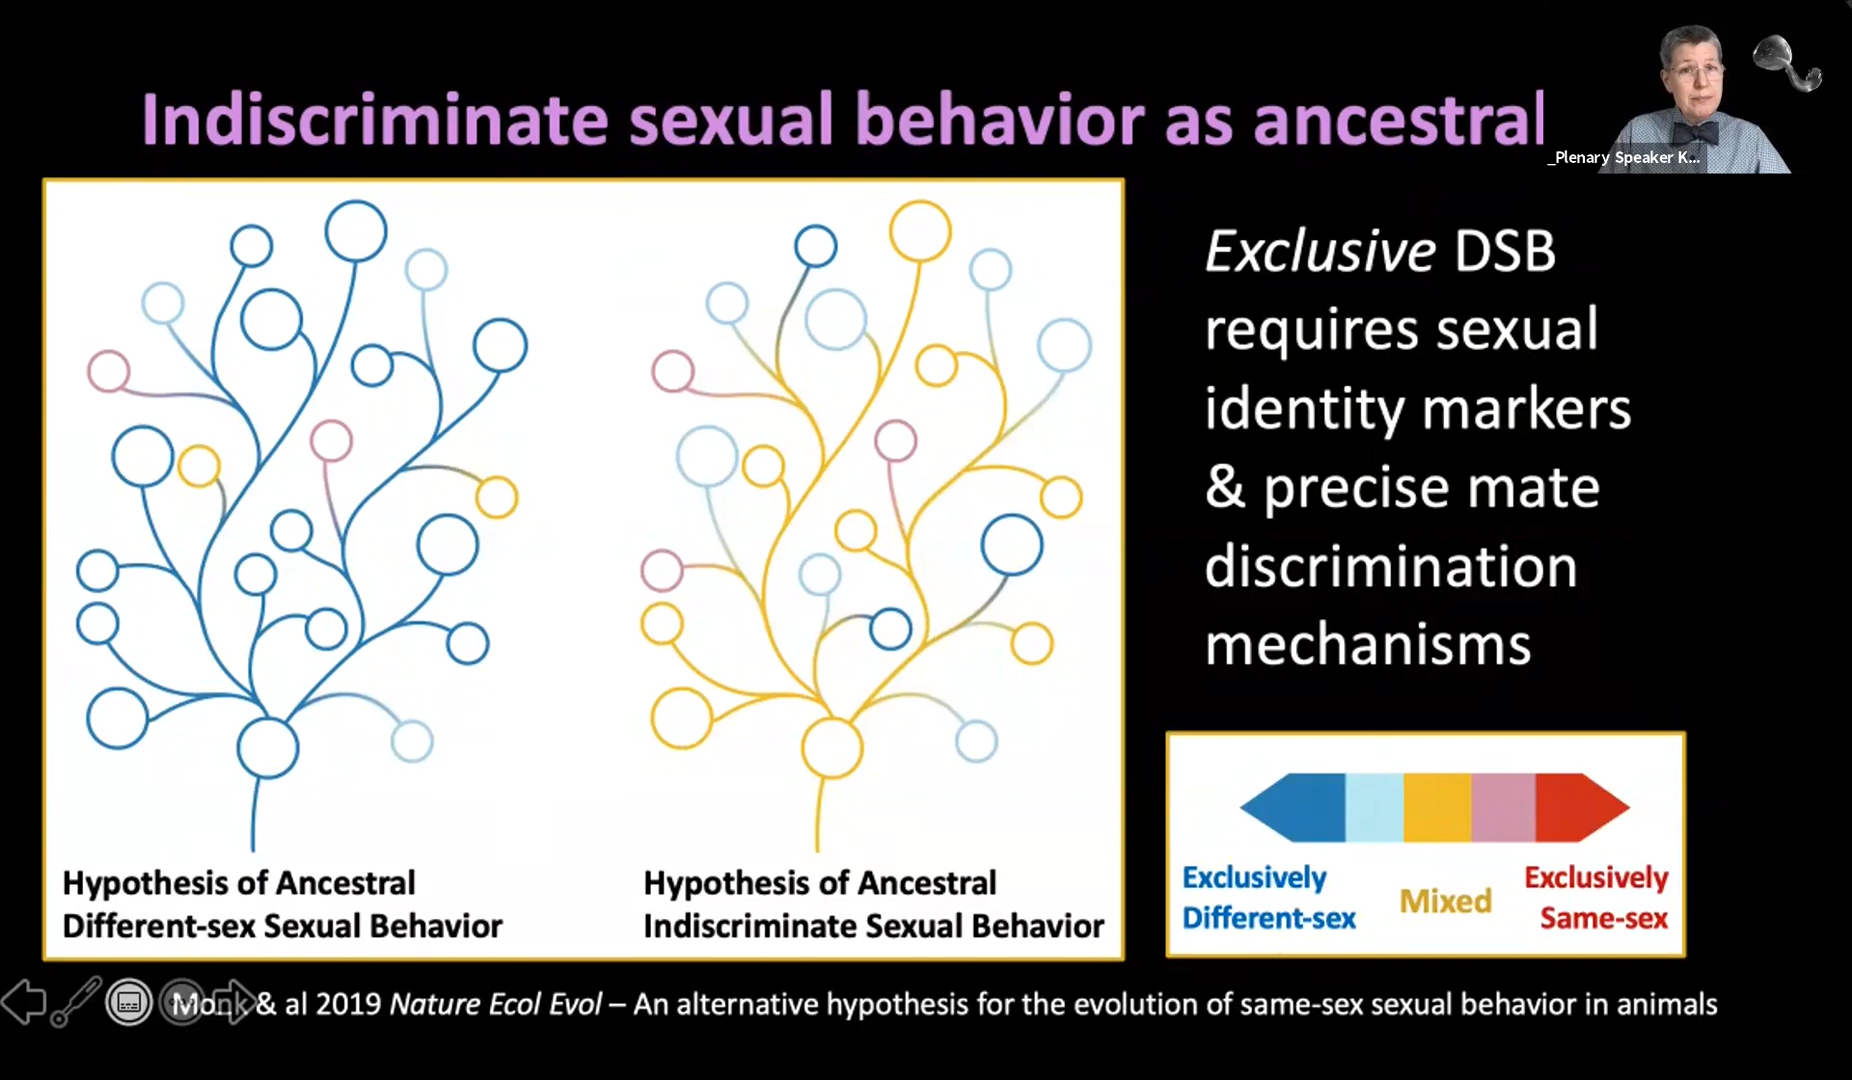 Indiscriminate sexual behavior as ancestral
_Plenary Speaker K...
Exclusive DSB
requires sexual
identity markers
& precise mate
discrimination
mechanisms
Hypothesis of Ancestral
Different-sex Sexual Behavior
Hypothesis of Ancestral
Indiscriminate Sexual Behavior
Exclusively
Different-sex
Mixed
Exclusively
Same-sex
Monk & al 2019 Nature Ecol Evol – An alternative hypothesis for the evolution of same-sex sexual behavior in animals